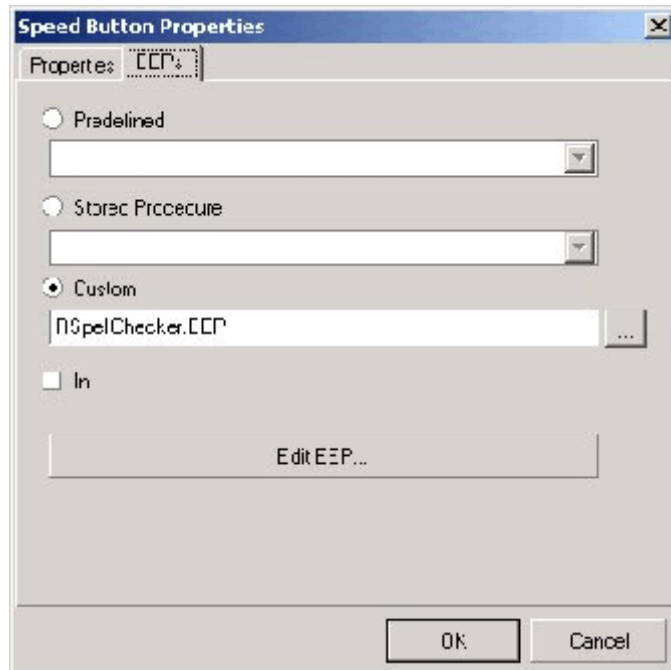 Speed Button Properties
Properties EEPs
Predefined
Stored Procedure
Custom
RSpellChecker.EEP
...
In
Edit EEP...
OK Cancel